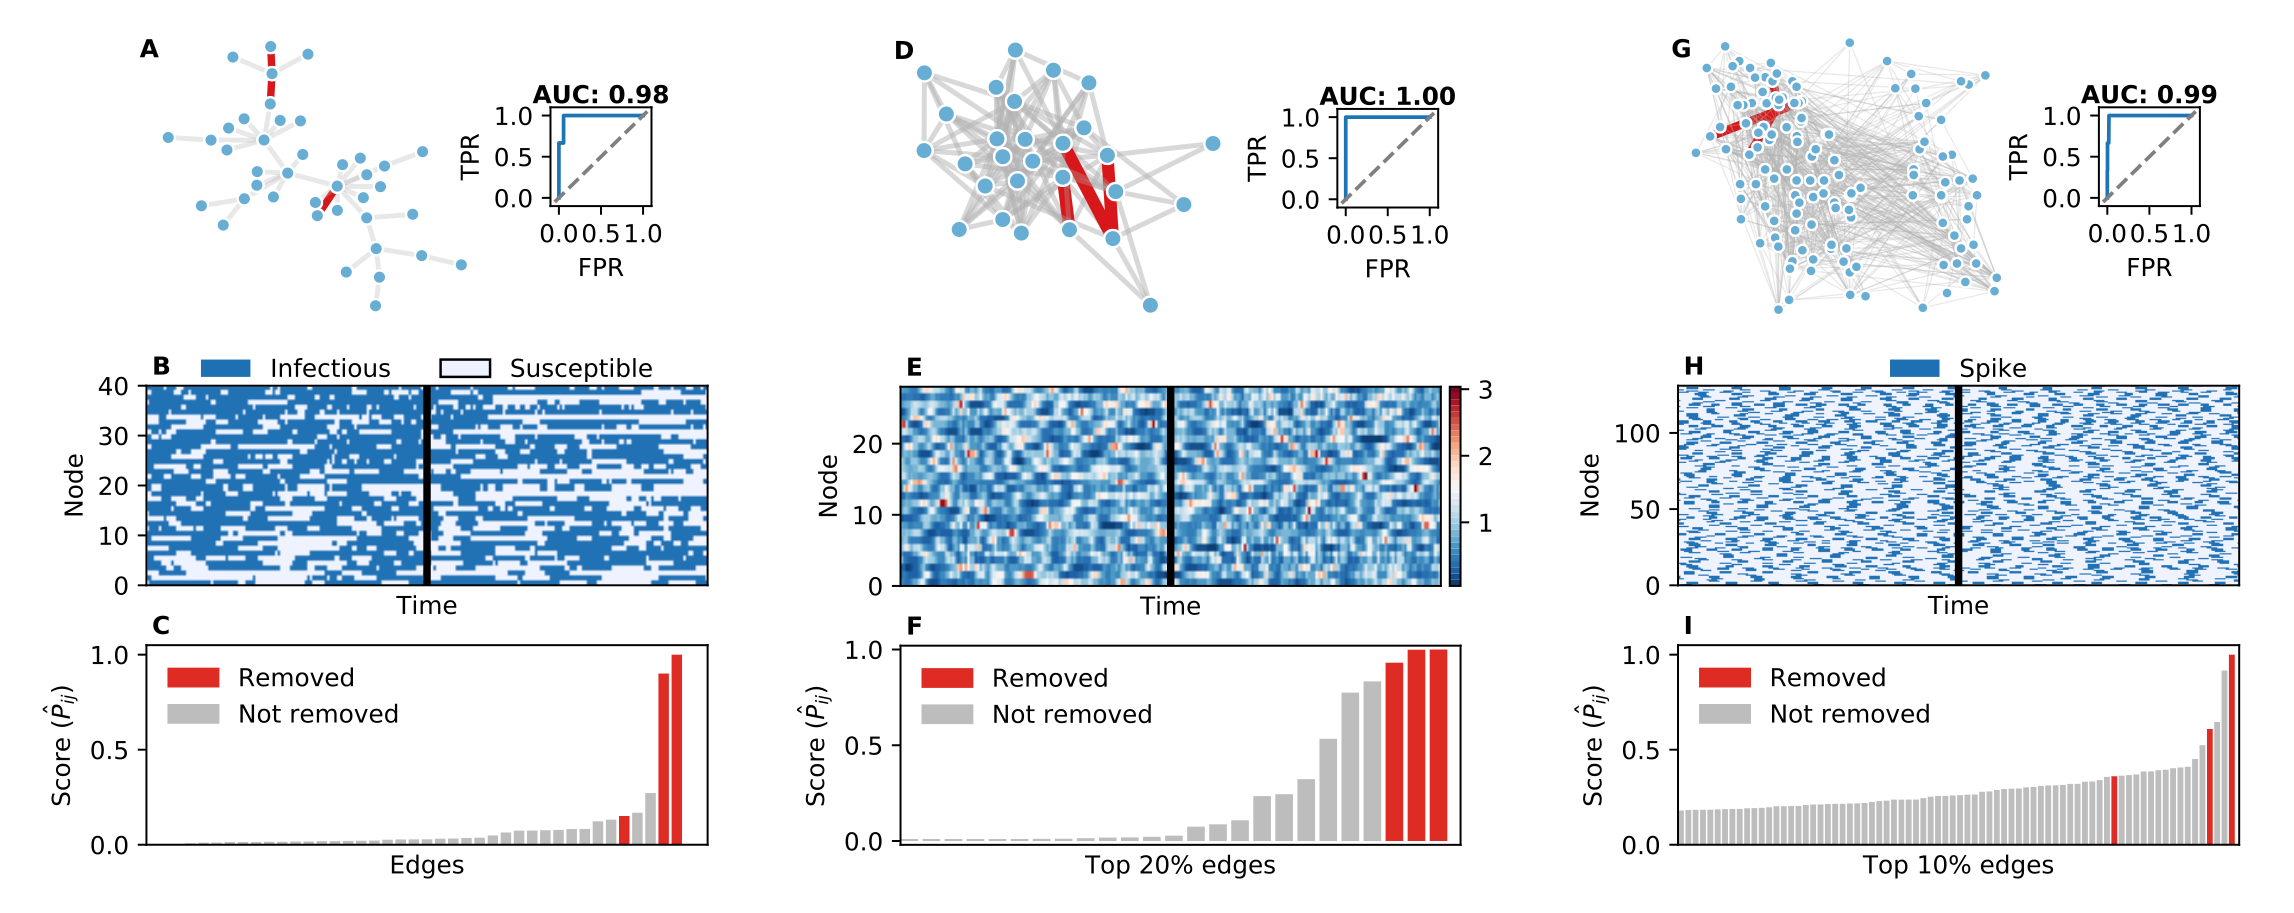 A
AUC: 0.98
TPR
1.0
0.5
0.0
0.0 0.5 1.0
FPR
D
AUC: 1.00
TPR
1.0
0.5
0.0
0.0 0.5 1.0
FPR
G
AUC: 0.99
TPR
1.0
0.5
0.0
0.0 0.5 1.0
FPR
B
Infectious
Susceptible
Node
40
30
20
10
0
Time
E
Node
20
10
0
3
2
1
Time
H
Spike
Node
100
50
0
Time
C
Removed
Not removed
Score (P̂ij)
1.0
0.5
0.0
Edges
F
Removed
Not removed
Score (P̂ij)
1.0
0.5
0.0
Top 20% edges
I
Removed
Not removed
Score (P̂ij)
1.0
0.5
0.0
Top 10% edges